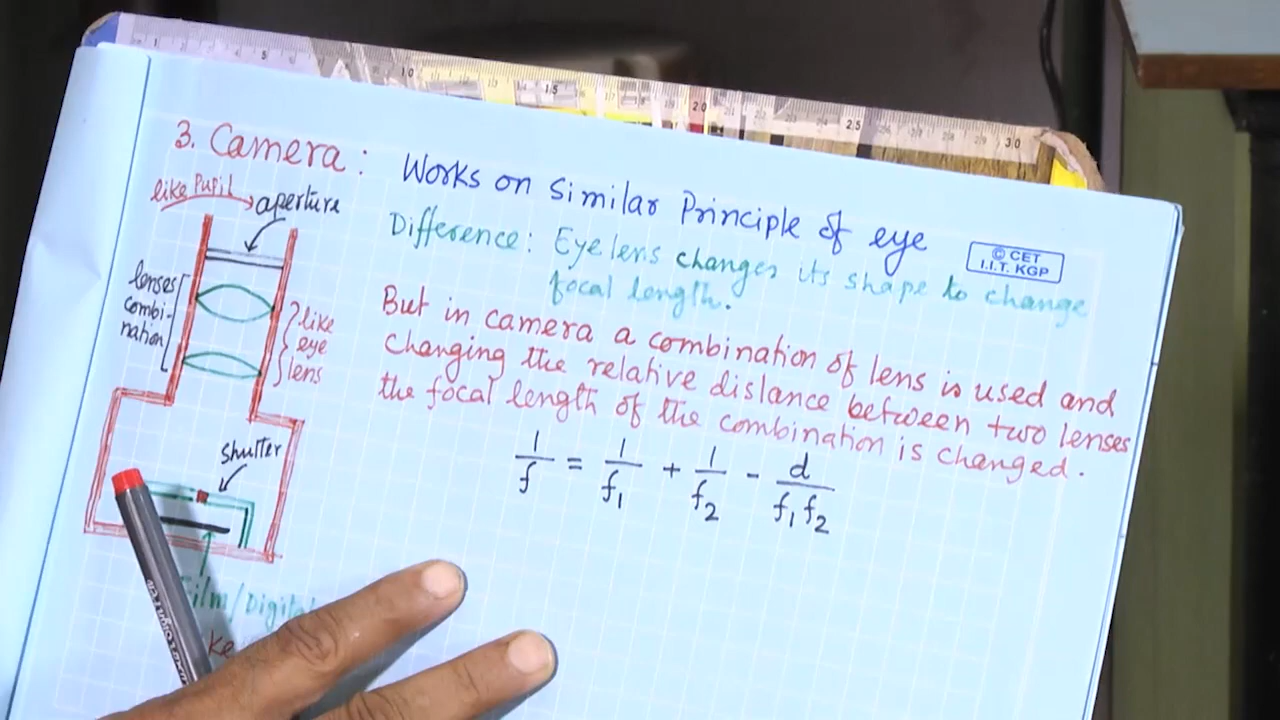 3. Camera:
Works on Similar Principle of eye
like Pupil
aperture
Difference: Eye lens changes its shape to change
focal length.
© CET
I.I.T. KGP
lenses
combi-
nation
like
eye
lens
But in camera a combination of lens is used and
changing the relative distance between two lenses
the focal length of the combination is changed.
1/f = 1/f₁ + 1/f₂ - d/f₁f₂
shutter
Film/Digital